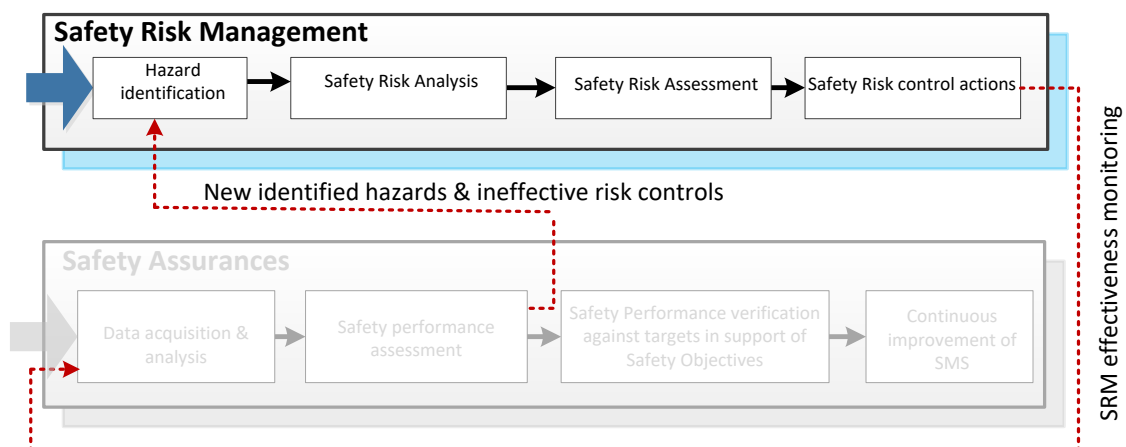 Safety Risk Management
Hazard
identification
Safety Risk Analysis
Safety Risk Assessment
Safety Risk control actions
New identified hazards & ineffective risk controls
SRM effectiveness monitoring
Safety Assurances
Data acquisition &
analysis
Safety performance
assessment
Safety Performance verification
against targets in support of
Safety Objectives
Continuous
improvement of
SMS